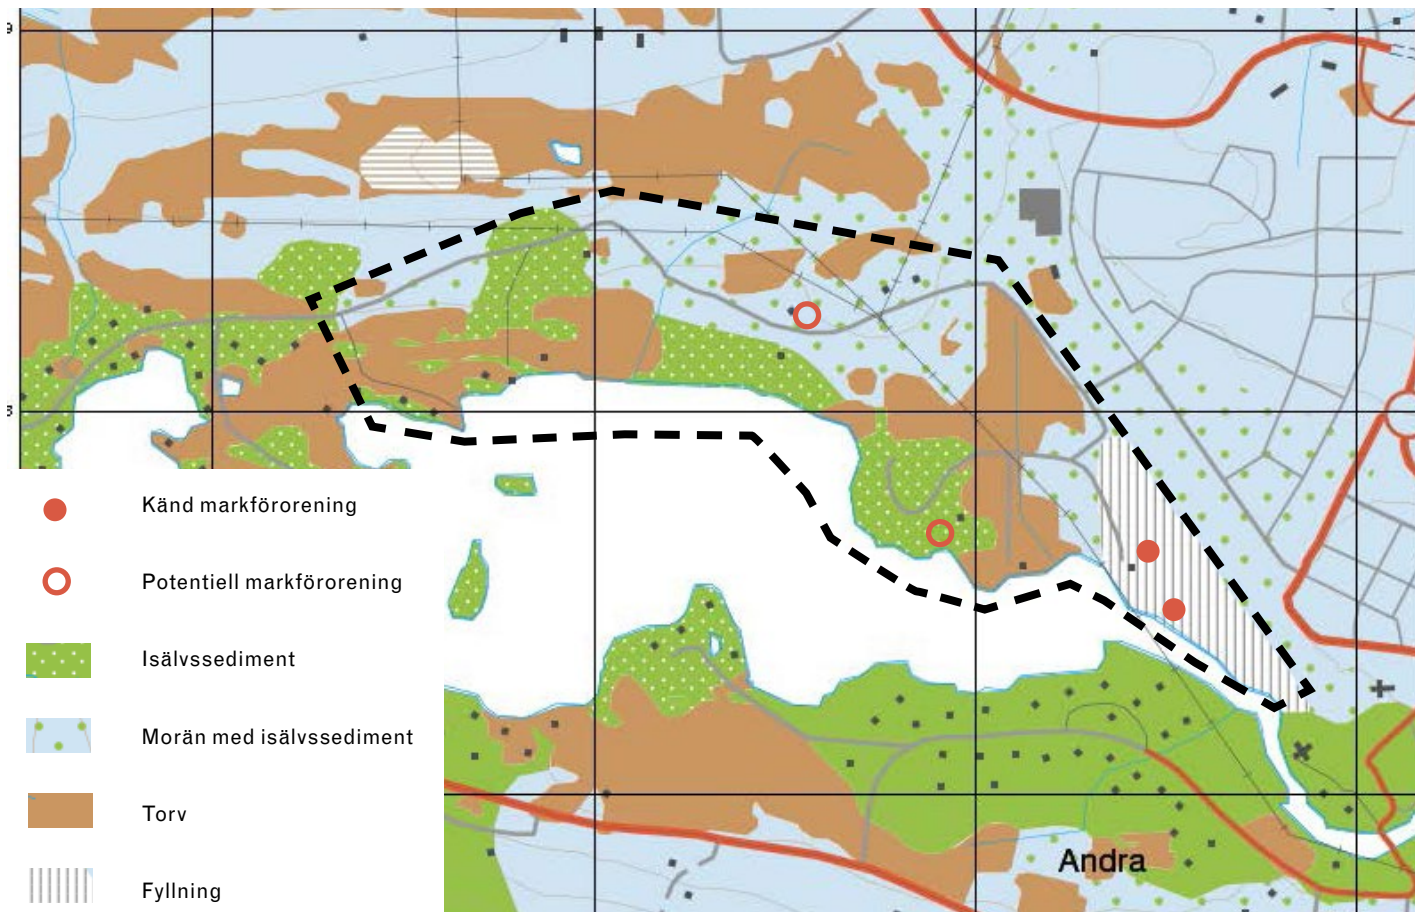 Känd markförorening
Potentiell markförorening
Isälvssediment
Morän med isälvssediment
Torv
Fyllning
Andra